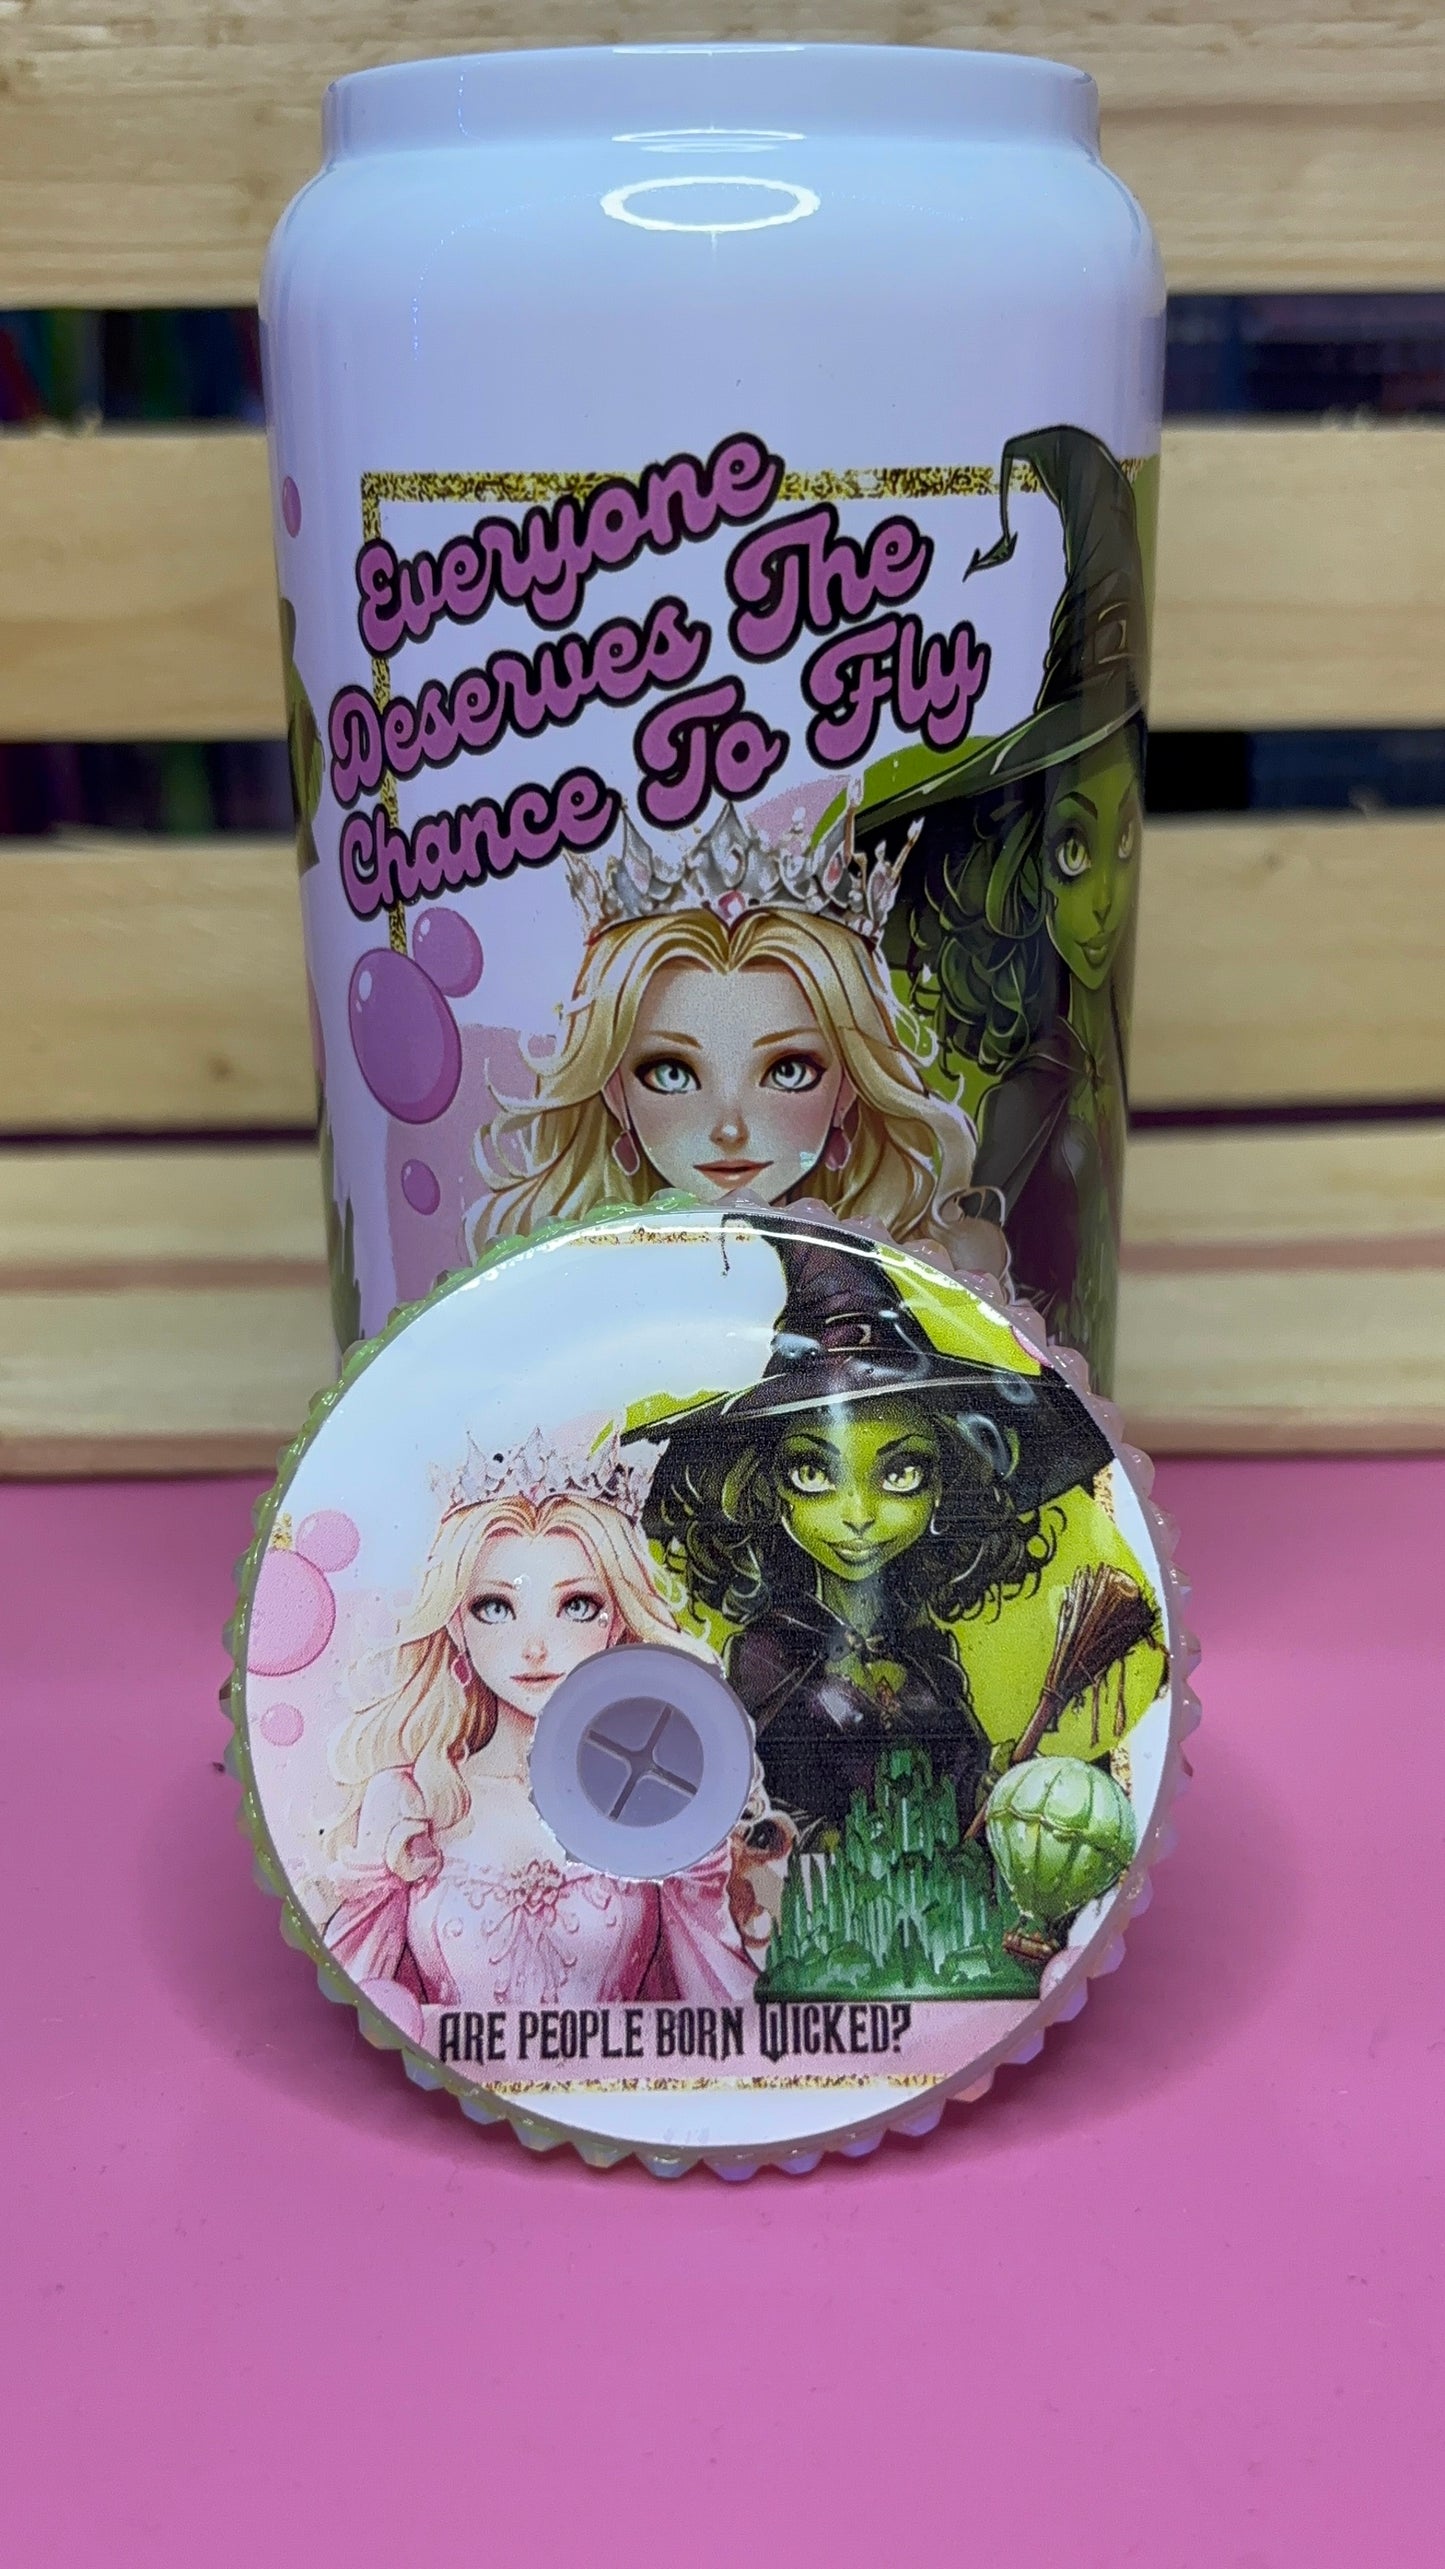 Everyone
Deserves The
Chance To Fly
ARE PEOPLE BORN WICKED?